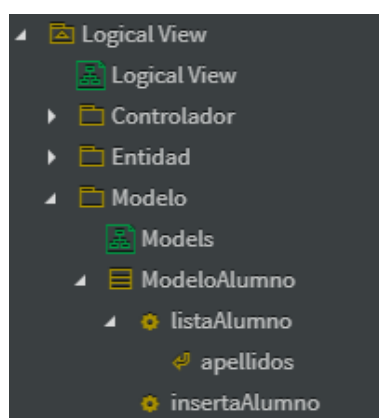 Logical View
Logical View
Controlador
Entidad
Modelo
Models
ModeloAlumno
listaAlumno
apellidos
insertaAlumno